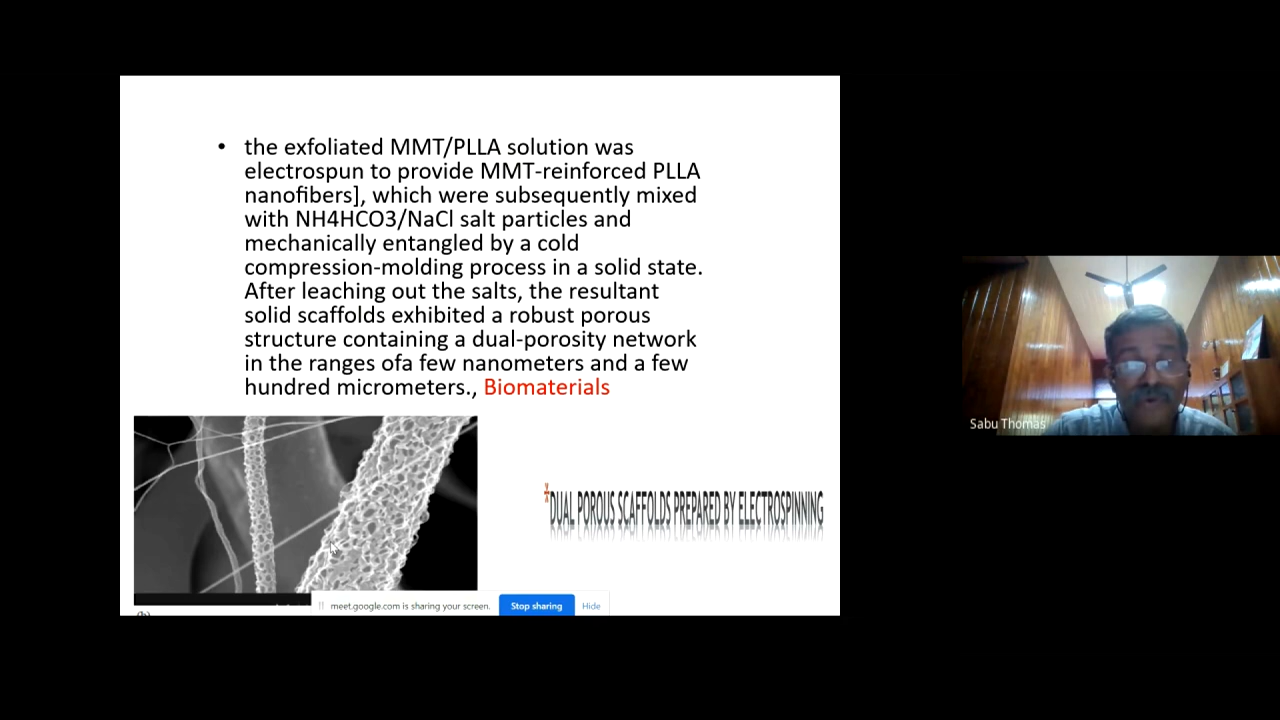 • the exfoliated MMT/PLLA solution was
electrospun to provide MMT-reinforced PLLA
nanofibers], which were subsequently mixed
with NH4HCO3/NaCl salt particles and
mechanically entangled by a cold
compression-molding process in a solid state.
After leaching out the salts, the resultant
solid scaffolds exhibited a robust porous
structure containing a dual-porosity network
in the ranges ofa few nanometers and a few
hundred micrometers., Biomaterials
Sabu Thomas
*DUAL POROUS SCAFFOLDS PREPARED BY ELECTROSPINNING
meet.google.com is sharing your screen. Stop sharing Hide